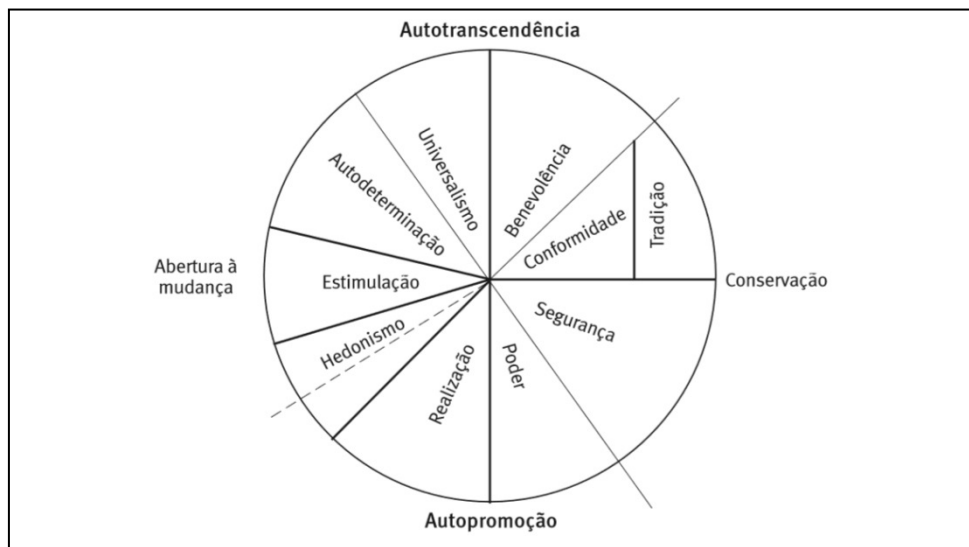 Autotranscendência
Universalismo
Benevolência
Autodeterminação
Conformidade
Tradição
Abertura à
mudança
Estimulação
Conservação
Hedonismo
Segurança
Realização
Poder
Autopromoção